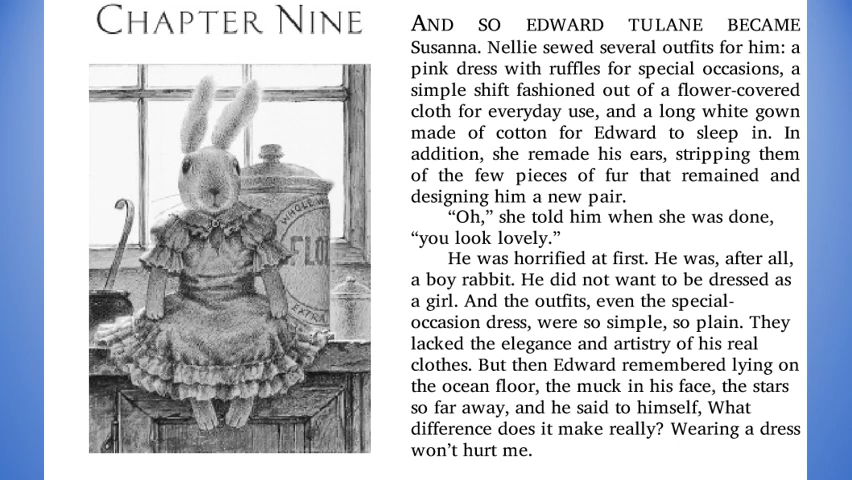 CHAPTER NINE
WHOLE W
FLO
EXTRA
AND SO EDWARD TULANE BECAME
Susanna. Nellie sewed several outfits for him: a
pink dress with ruffles for special occasions, a
simple shift fashioned out of a flower-covered
cloth for everyday use, and a long white gown
made of cotton for Edward to sleep in. In
addition, she remade his ears, stripping them
of the few pieces of fur that remained and
designing him a new pair.
“Oh,” she told him when she was done,
“you look lovely.”
He was horrified at first. He was, after all,
a boy rabbit. He did not want to be dressed as
a girl. And the outfits, even the special-
occasion dress, were so simple, so plain. They
lacked the elegance and artistry of his real
clothes. But then Edward remembered lying on
the ocean floor, the muck in his face, the stars
so far away, and he said to himself, What
difference does it make really? Wearing a dress
won’t hurt me.